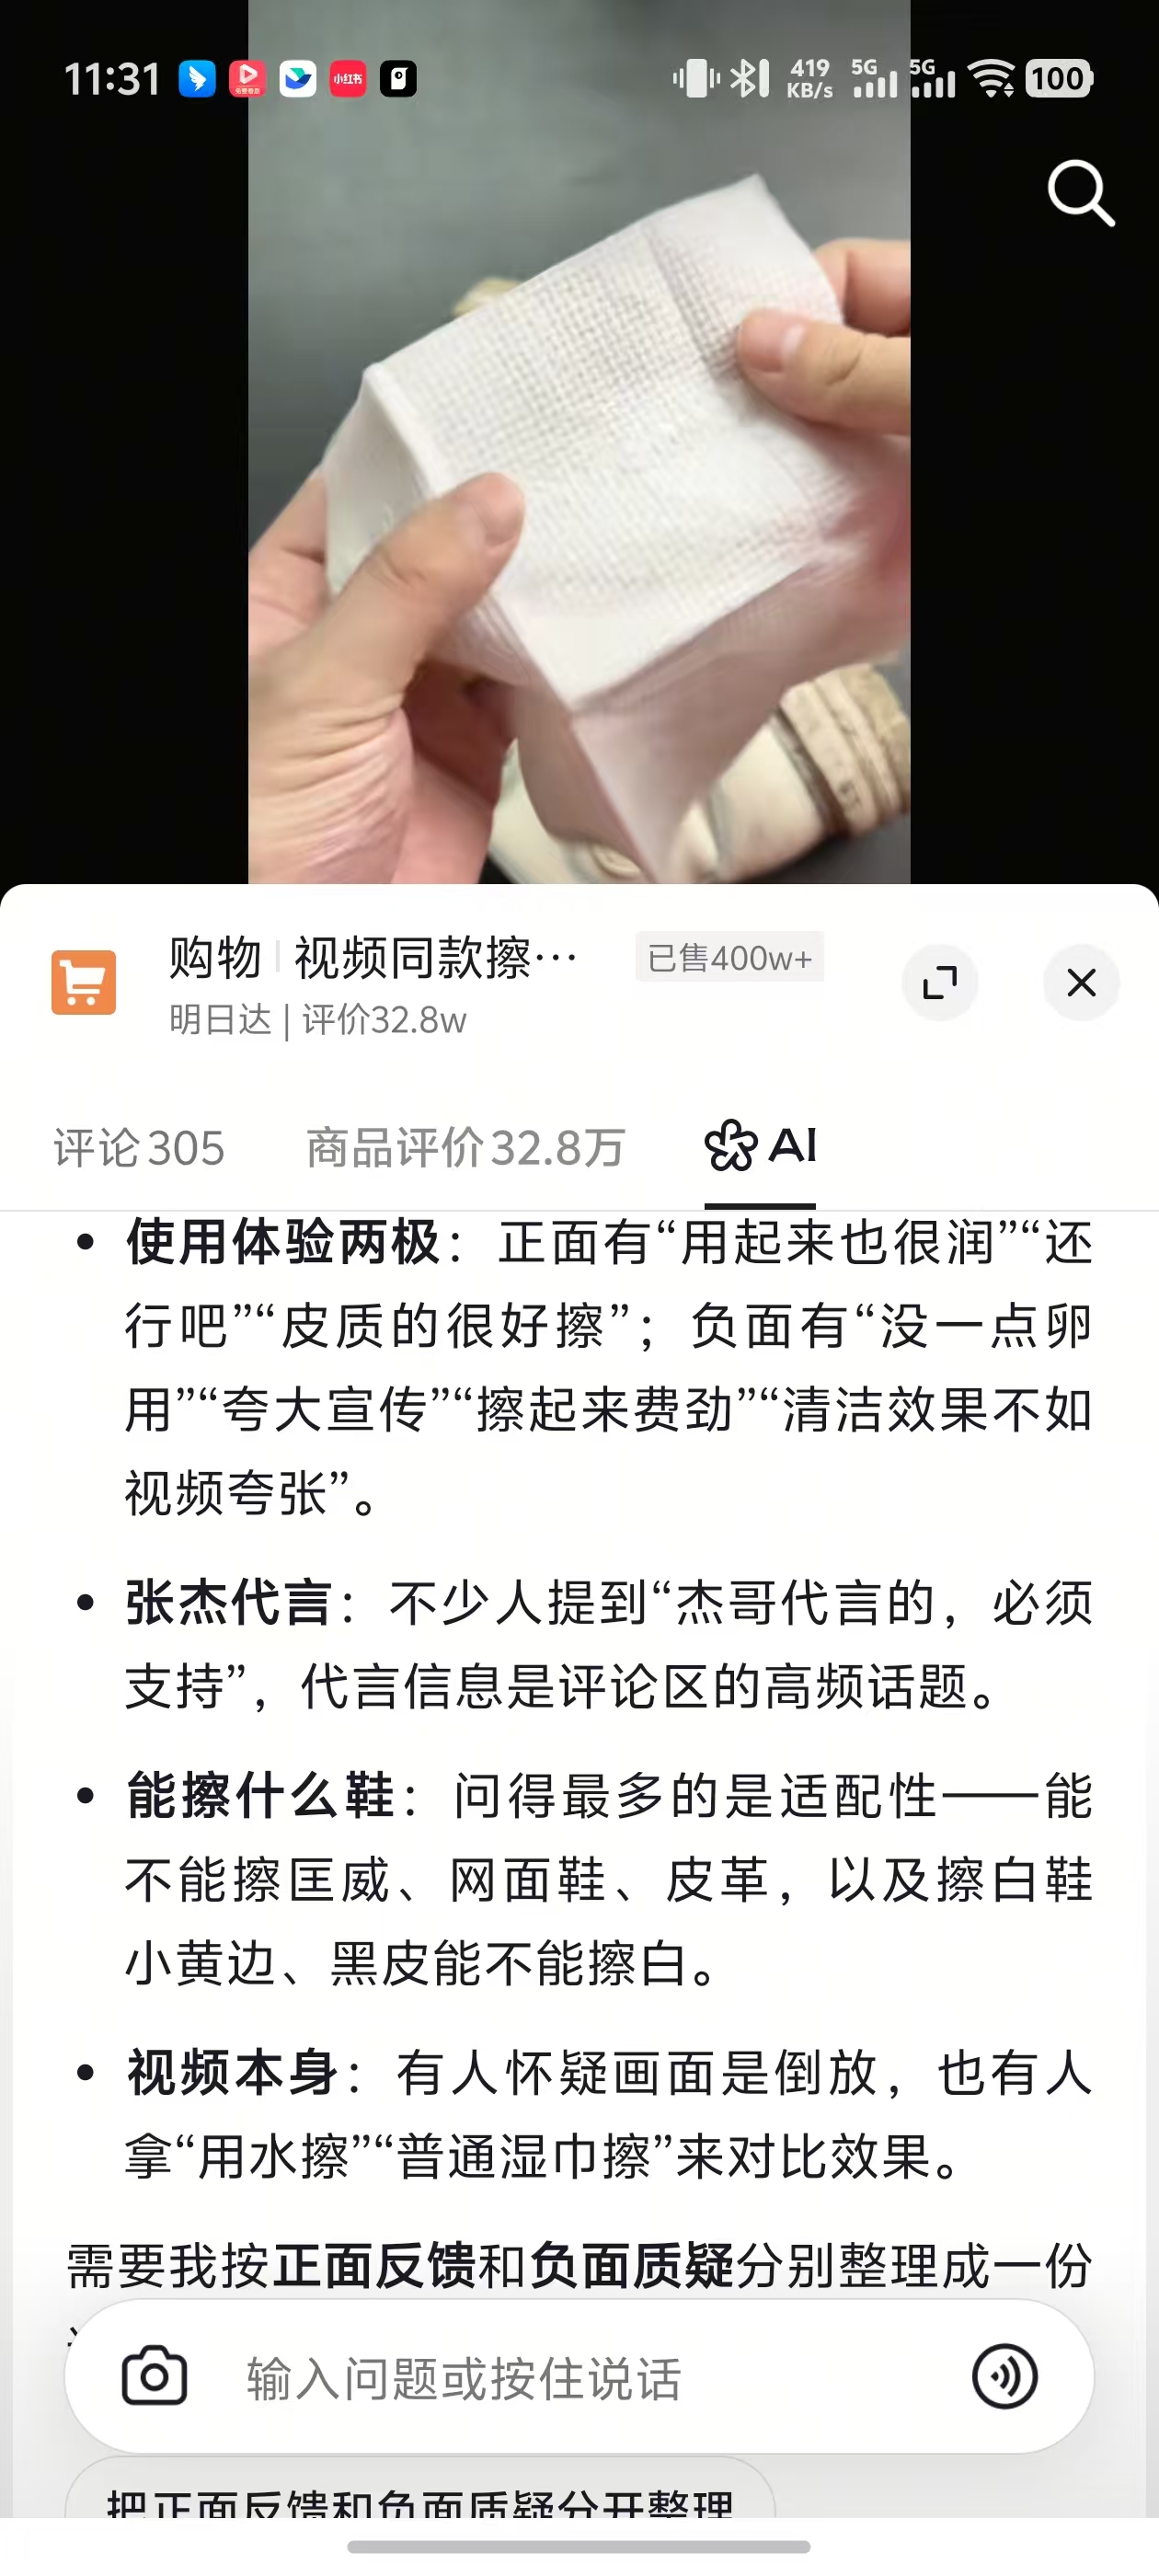 11:31
免费看剧
小红书
419
KB/s
5G
5G
100
购物 | 视频同款擦…
已售400w+
明日达 | 评价32.8w
评论305
商品评价32.8万
AI
• 使用体验两极：正面有“用起来也很润”“还
行吧”“皮质的很好擦”；负面有“没一点卵
用”“夸大宣传”“擦起来费劲”“清洁效果不如
视频夸张”。
• 张杰代言：不少人提到“杰哥代言的，必须
支持”，代言信息是评论区的高频话题。
• 能擦什么鞋：问得最多的是适配性——能
不能擦匡威、网面鞋、皮革，以及擦白鞋
小黄边、黑皮能不能擦白。
• 视频本身：有人怀疑画面是倒放，也有人
拿“用水擦”“普通湿巾擦”来对比效果。
需要我按正面反馈和负面质疑分别整理成一份
输入问题或按住说话
把正面反馈和负面质疑分开整理